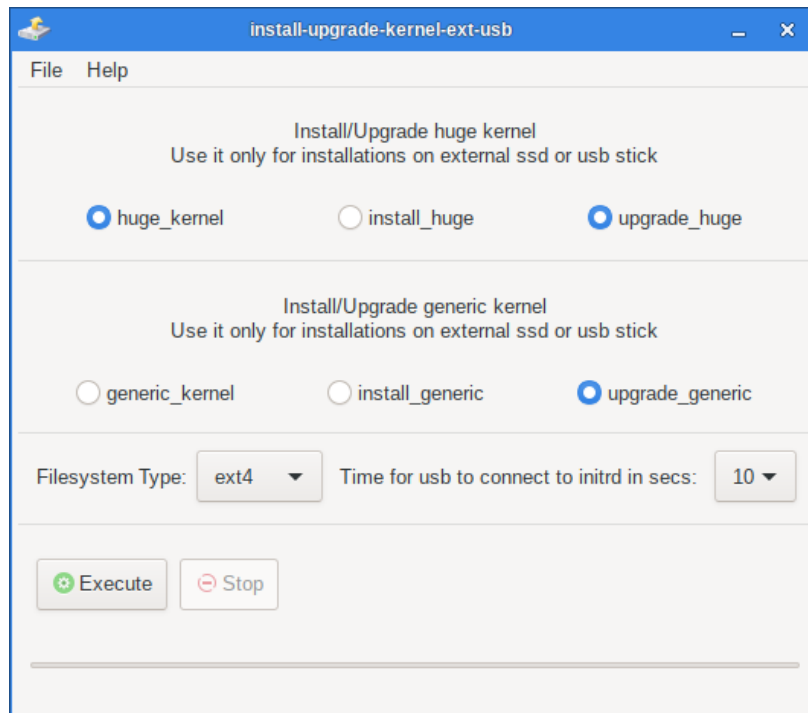 install-upgrade-kernel-ext-usb
File Help
Install/Upgrade huge kernel
Use it only for installations on external ssd or usb stick
huge_kernel install_huge upgrade_huge
Install/Upgrade generic kernel
Use it only for installations on external ssd or usb stick
generic_kernel install_generic upgrade_generic
Filesystem Type: ext4 Time for usb to connect to initrd in secs: 10
Execute Stop